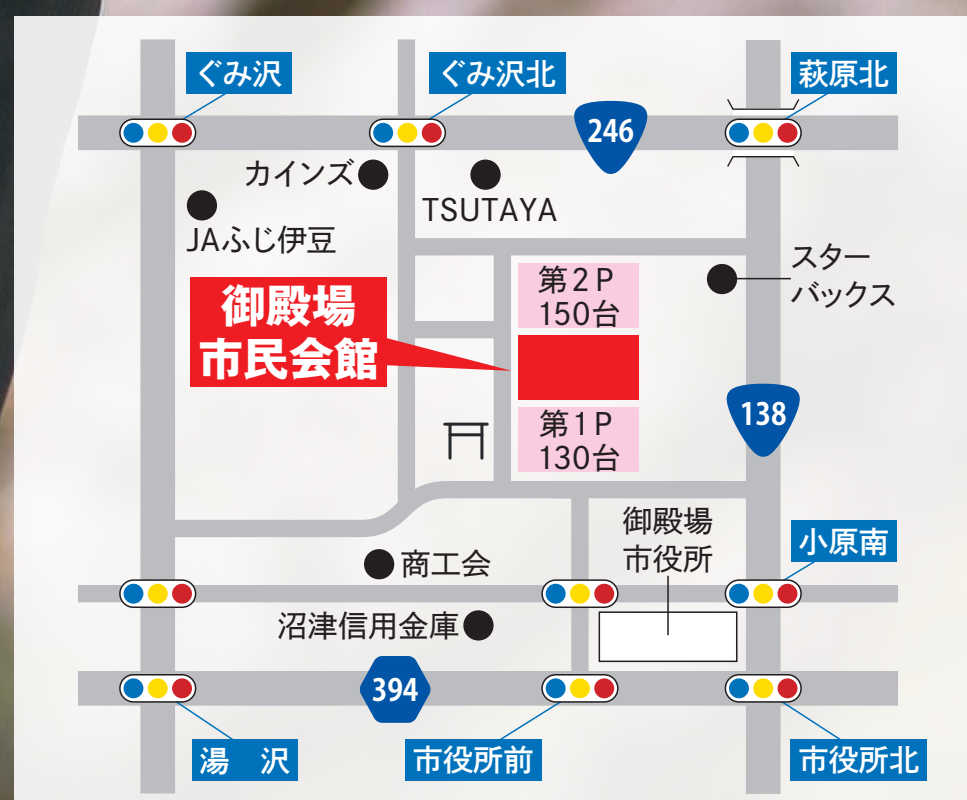 ぐみ沢
ぐみ沢北
萩原北
246
カインズ
TSUTAYA
JAふじ伊豆
スター
バックス
第2P
150台
御殿場
市民会館
138
第1P
130台
御殿場
市役所
小原南
商工会
沼津信用金庫
394
湯　沢
市役所前
市役所北